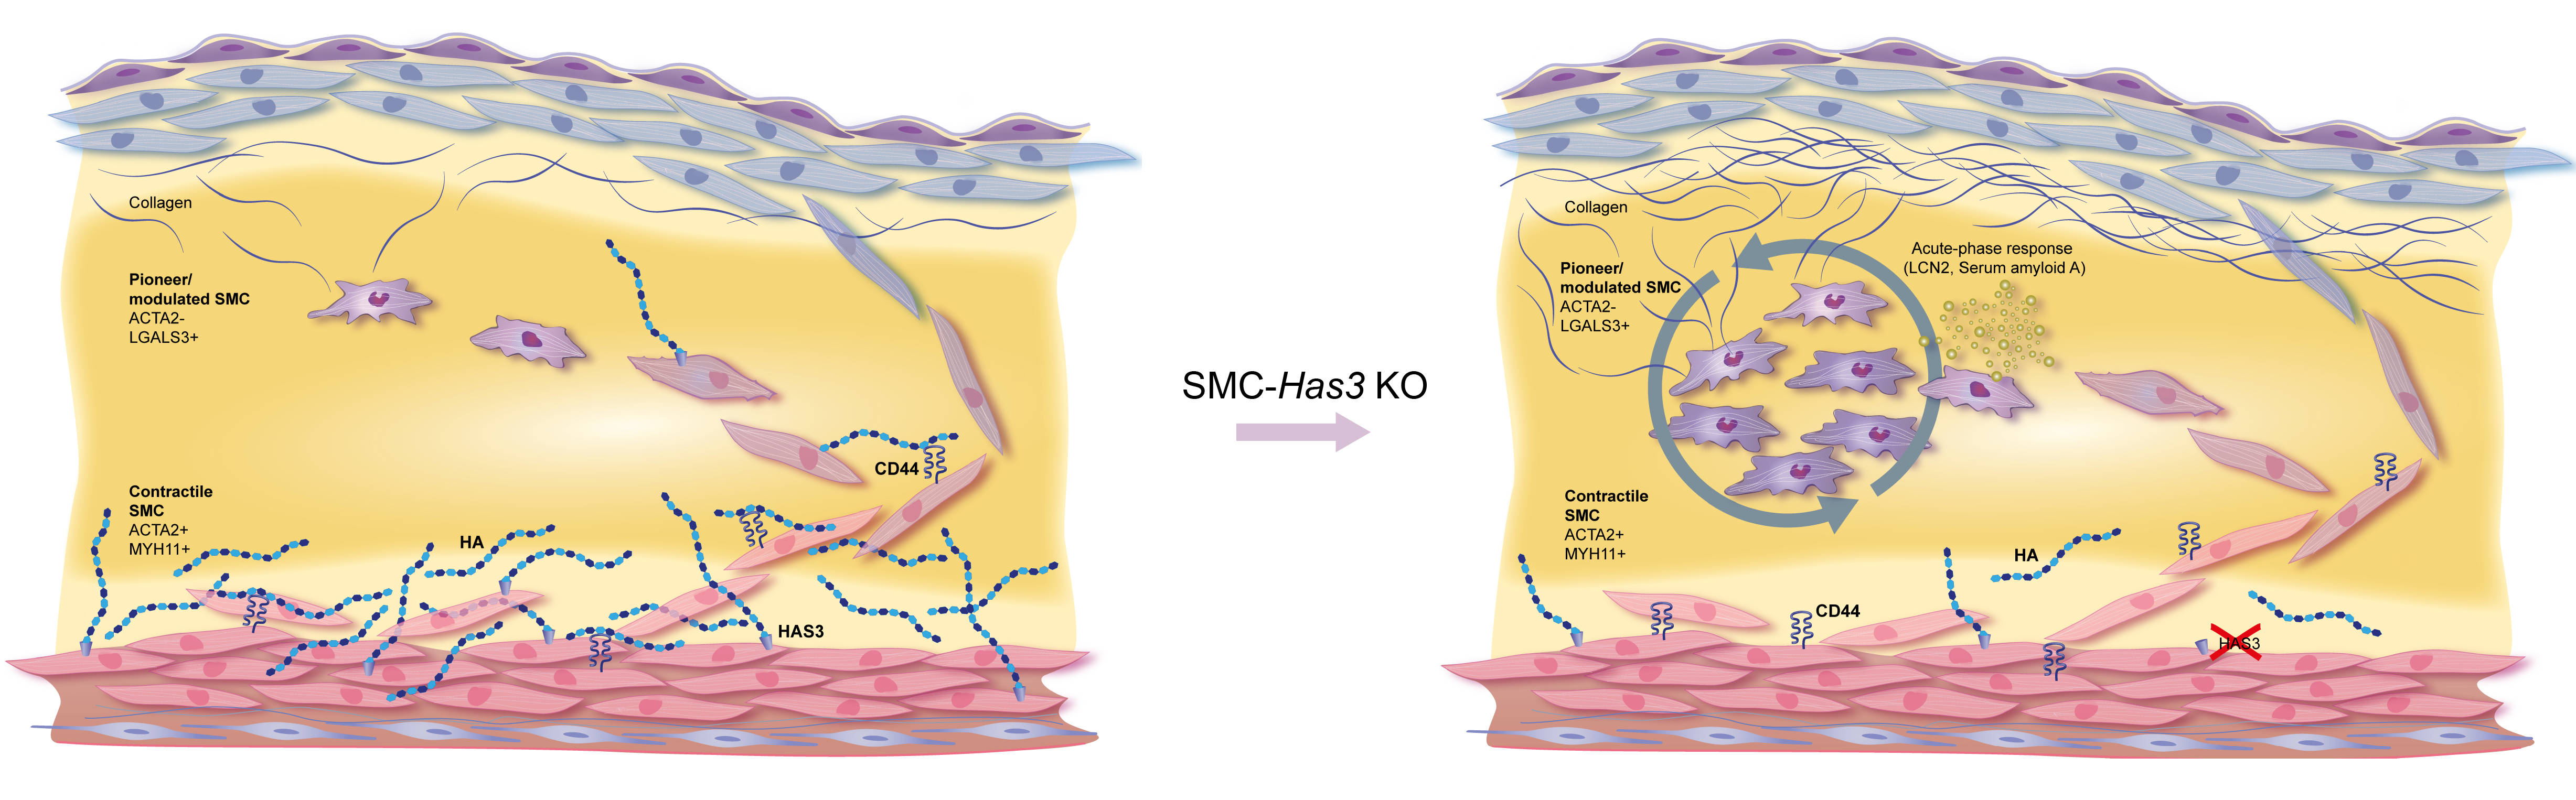 Collagen
Pioneer/
modulated SMC
ACTA2-
LGALS3+
CD44
Contractile
SMC
ACTA2+
MYH11+
HA
HAS3
SMC-Has3 KO
Collagen
Acute-phase response
(LCN2, Serum amyloid A)
Pioneer/
modulated SMC
ACTA2-
LGALS3+
Contractile
SMC
ACTA2+
MYH11+
HA
CD44
HAS3